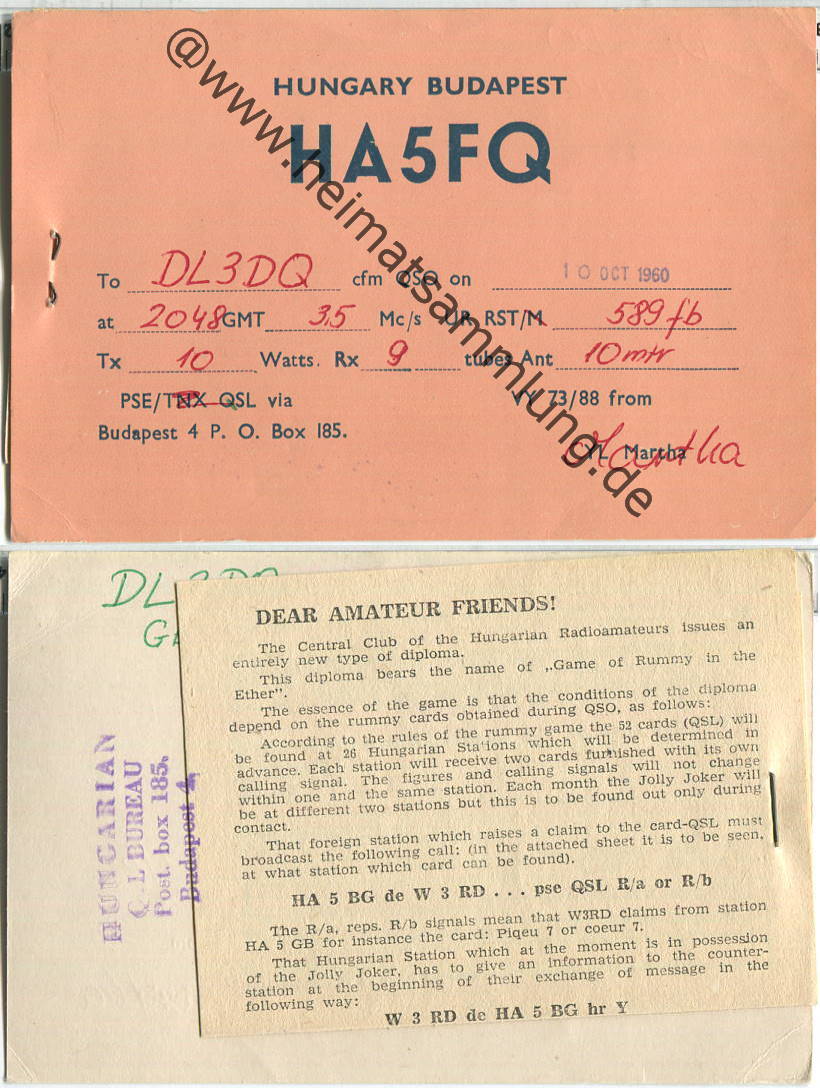 HUNGARY BUDAPEST
HA5FQ
To DL3DQ cfm QSO on 10 OCT 1960
at 2048 GMT 3,5 Mc/s UR RST/M 589 fb
Tx 10 Watts. Rx 9 tubes Ant 10 mtr
PSE/TNX QSL via VY 73/88 from
Budapest 4 P. O. Box 185. YL Martha
Martha
@www.heimatsammlung.de
DL3DQ
HUNGARIAN
Q L BUREAU
Post. box 185.
Budapest 4
DEAR AMATEUR FRIENDS!
The Central Club of the Hungarian Radioamateurs issues an
entirely new type of diploma.
This diploma bears the name of „Game of Rummy in the
Ether".
The essence of the game is that the conditions of the diploma
depend on the rummy cards obtained during QSO, as follows:
According to the rules of the rummy game the 52 cards (QSL) will
be found at 26 Hungarian Stations which will be determined in
advance. Each station will receive two cards furnished with its own
calling signal. The figures and calling signals will not change
within one and the same station. Each month the Jolly Joker will
be at different two stations but this is to be found out only during
contact.
That foreign station which raises a claim to the card-QSL must
broadcast the following call: (in the attached sheet it is to be seen,
at what station which card can be found).
HA 5 BG de W 3 RD . . . pse QSL R/a or R/b
The R/a, reps. R/b signals mean that W3RD claims from station
HA 5 GB for instance the card: Piqeu 7 or coeur 7.
That Hungarian Station which at the moment is in possession
of the Jolly Joker, has to give an information to the counter-
station at the beginning of their exchange of message in the
following way:
W 3 RD de HA 5 BG hr Y